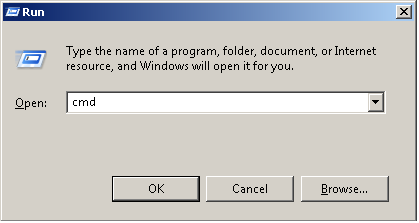 Run
Type the name of a program, folder, document, or Internet
resource, and Windows will open it for you.
Open: cmd
OK Cancel Browse...